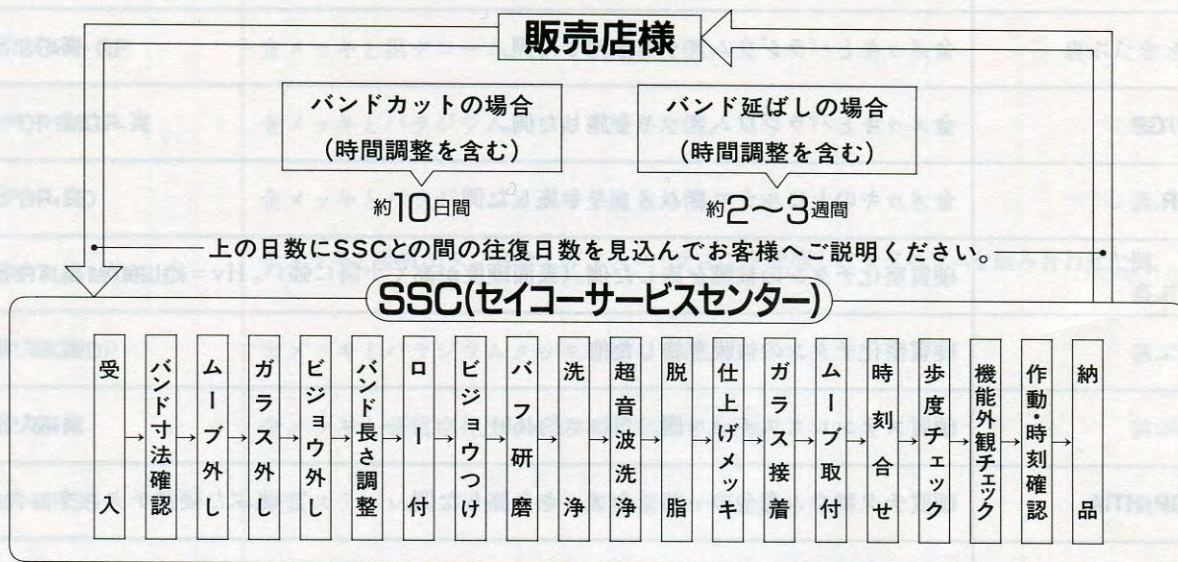 販売店様
バンドカットの場合
(時間調整を含む)
約10日間
バンド延ばしの場合
(時間調整を含む)
約2〜3週間
上の日数にSSCとの間の往復日数を見込んでお客様へご説明ください。
SSC(セイコーサービスセンター)
受入
バンド寸法確認
ムーブ外し
ガラス外し
ビジョウ外し
バンド長さ調整
ロー付
ビジョウつけ
バフ研磨
洗浄
超音波洗浄
脱脂
仕上げメッキ
ガラス接着
ムーブ取付
時刻合せ
歩度チェック
機能外観チェック
作動・時刻確認
納品